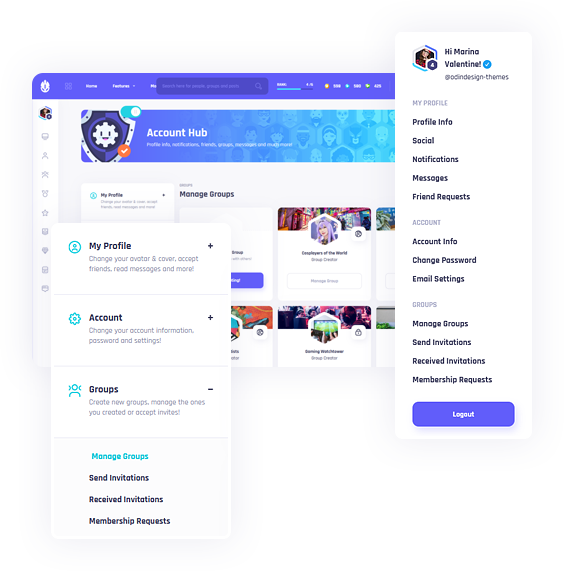 Home
Features
Search here for people, groups and posts
Account Hub
Profile info, notifications, friends, groups, messages and much more!
My Profile
Change your avatar & cover, accept
friends, read messages and more!
GROUPS
Manage Groups
Cosplayers of the World
Group Creator
Manage Group
Gaming Watchtower
Group Creator
My Profile +
Change your avatar & cover, accept
friends, read messages and more!
Account +
Change your account information,
password and settings!
Groups −
Create new groups, manage the ones
you created or accept invites!
Manage Groups
Send Invitations
Received Invitations
Membership Requests
Hi Marina
Valentine!
@odindesign-themes
MY PROFILE
Profile Info
Social
Notifications
Messages
Friend Requests
ACCOUNT
Account Info
Change Password
Email Settings
GROUPS
Manage Groups
Send Invitations
Received Invitations
Membership Requests
Logout